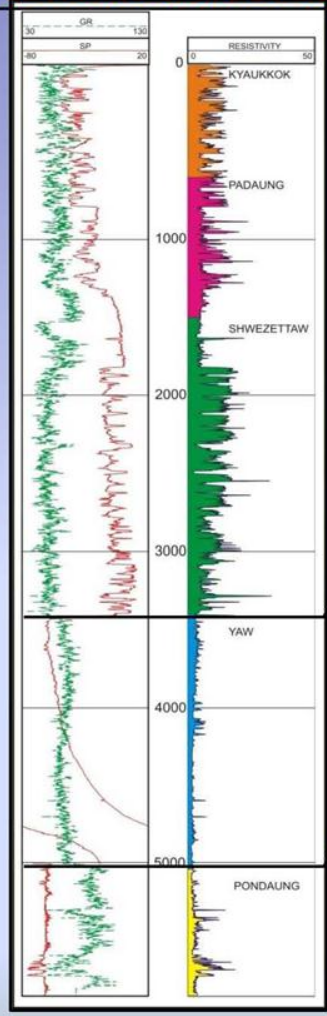 GR
30 130
SP RESISTIVITY
-80 20 0 50
0
KYAUKKOK
PADAUNG
1000
SHWEZETTAW
2000
3000
YAW
4000
5000
PONDAUNG